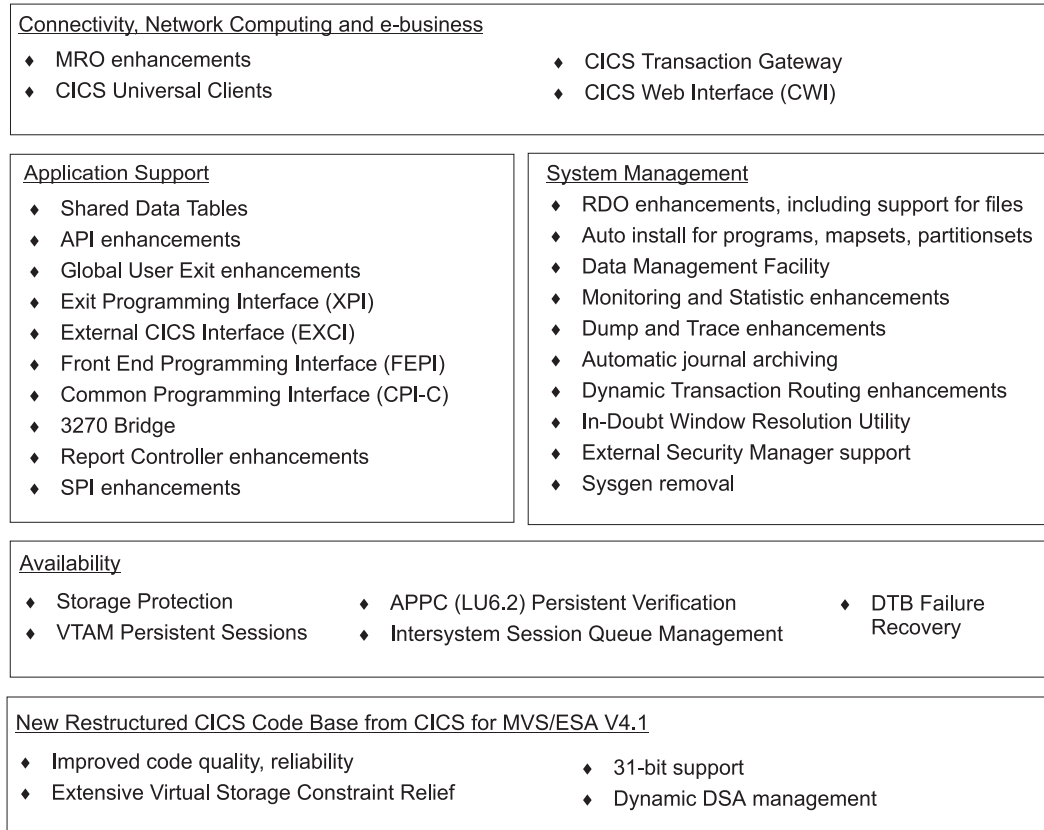 Connectivity, Network Computing and e-business
♦ MRO enhancements
♦ CICS Universal Clients
♦ CICS Transaction Gateway
♦ CICS Web Interface (CWI)
Application Support
♦ Shared Data Tables
♦ API enhancements
♦ Global User Exit enhancements
♦ Exit Programming Interface (XPI)
♦ External CICS Interface (EXCI)
♦ Front End Programming Interface (FEPI)
♦ Common Programming Interface (CPI-C)
♦ 3270 Bridge
♦ Report Controller enhancements
♦ SPI enhancements
System Management
♦ RDO enhancements, including support for files
♦ Auto install for programs, mapsets, partitionsets
♦ Data Management Facility
♦ Monitoring and Statistic enhancements
♦ Dump and Trace enhancements
♦ Automatic journal archiving
♦ Dynamic Transaction Routing enhancements
♦ In-Doubt Window Resolution Utility
♦ External Security Manager support
♦ Sysgen removal
Availability
♦ Storage Protection
♦ VTAM Persistent Sessions
♦ APPC (LU6.2) Persistent Verification
♦ Intersystem Session Queue Management
♦ DTB Failure
Recovery
New Restructured CICS Code Base from CICS for MVS/ESA V4.1
♦ Improved code quality, reliability
♦ Extensive Virtual Storage Constraint Relief
♦ 31-bit support
♦ Dynamic DSA management